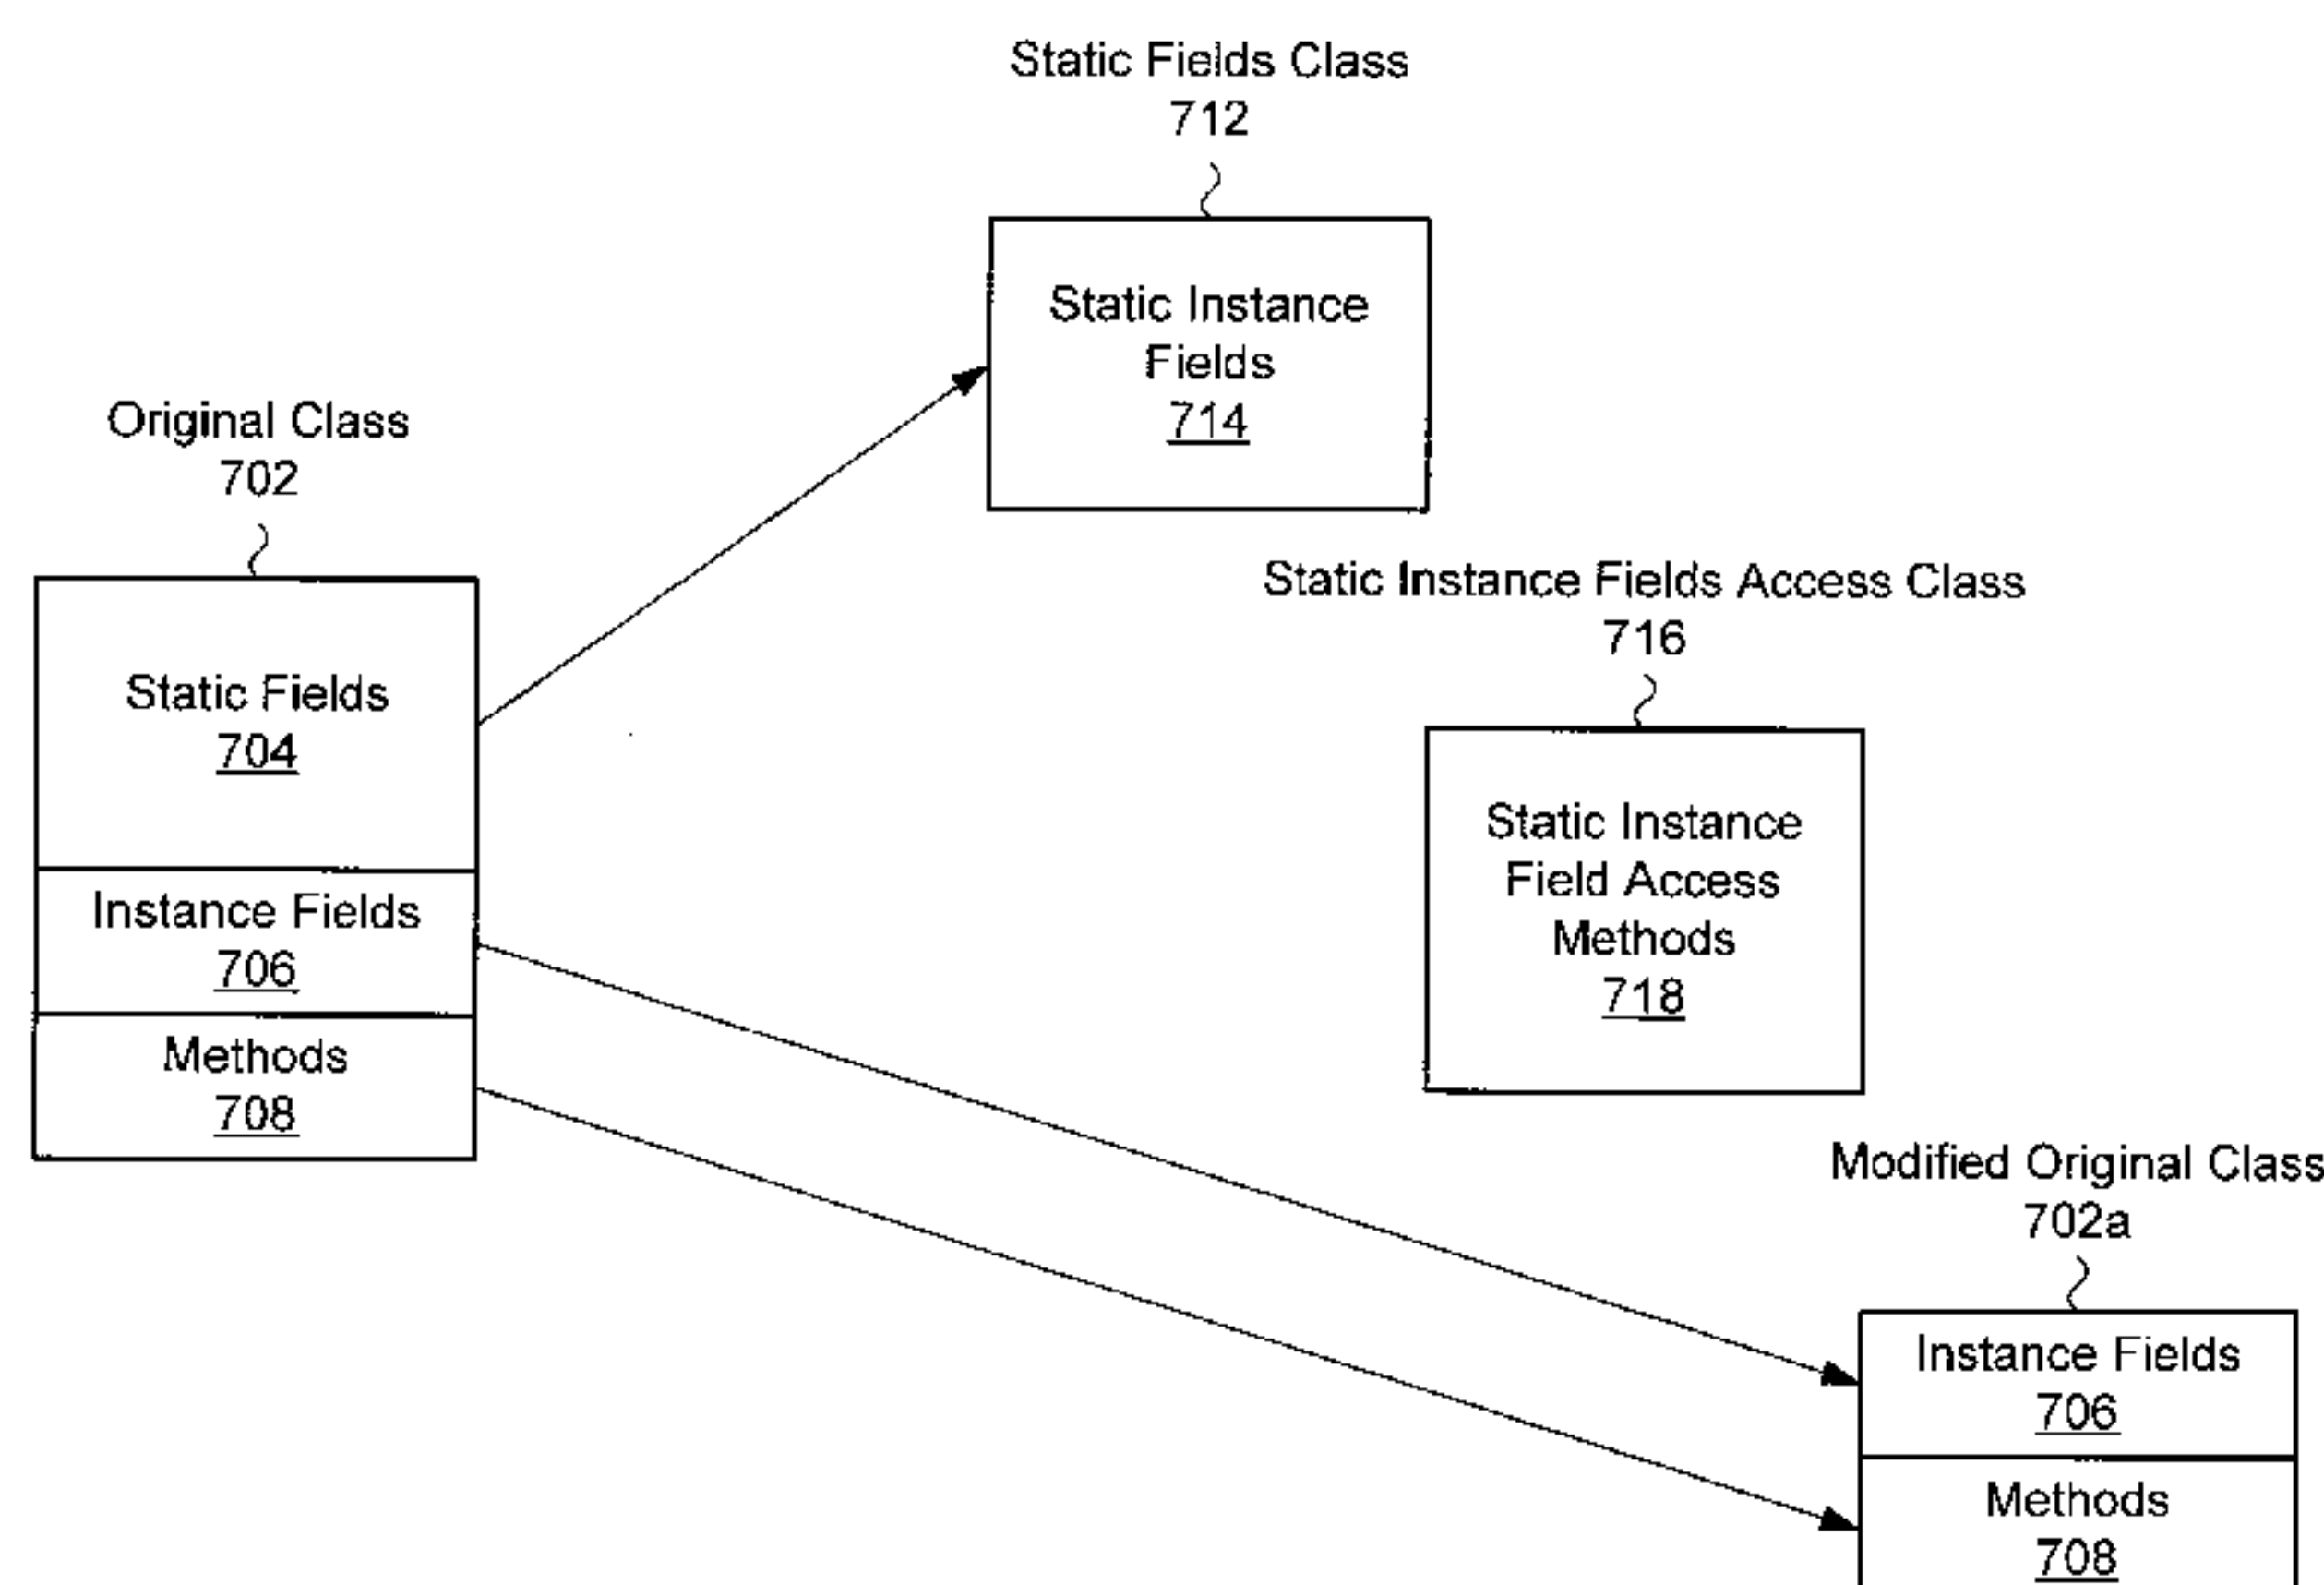 Static Fields Class
712
Static Instance
Fields
714
Original Class
702
Static Fields
704
Instance Fields
706
Methods
708
Static Instance Fields Access Class
716
Static Instance
Field Access
Methods
718
Modified Original Class
702a
Instance Fields
706
Methods
708